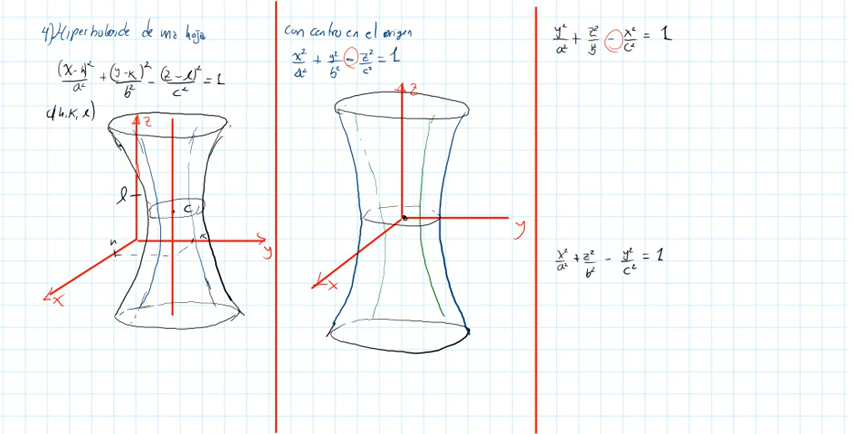 4) Hiperboloide de una hoja
(x-h)²/a² + (y-k)²/b² - (z-l)²/c² = 1
c(h, k, l)
z
l
c
h
k
y
x
con centro en el origen
x²/a² + y²/b² - z²/c² = 1
z
y
x
y²/a² + z²/b² - x²/c² = 1
x²/a² + z²/b² - y²/c² = 1